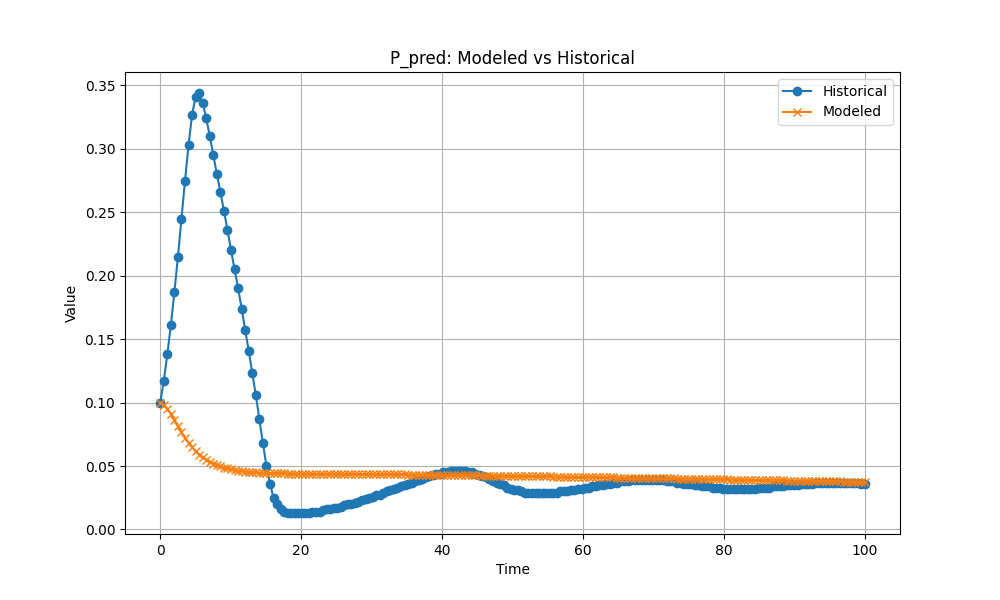 P_pred: Modeled vs Historical
Historical
Modeled
Value
0.35
0.30
0.25
0.20
0.15
0.10
0.05
0.00
0 20 40 60 80 100
Time